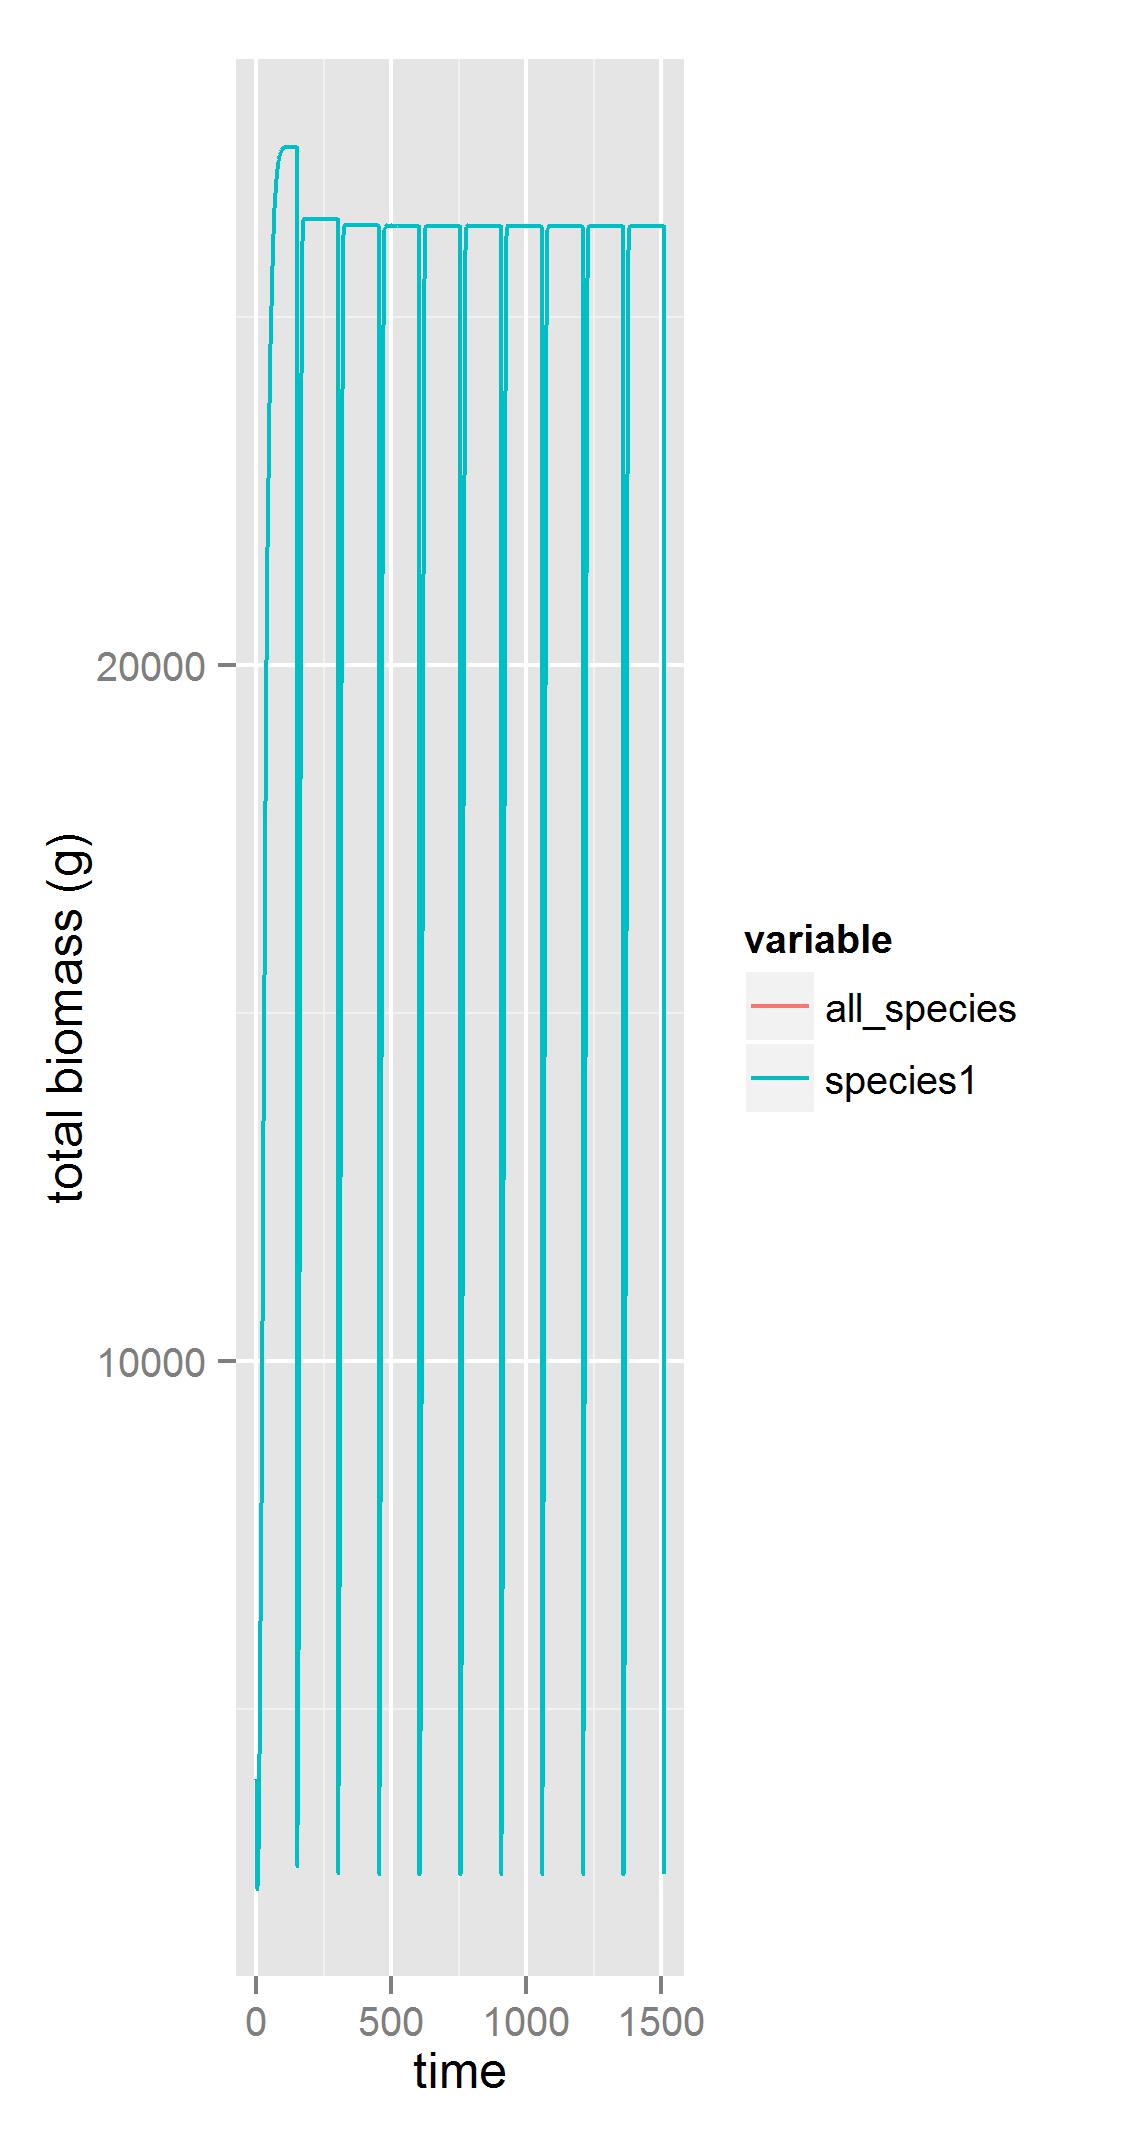 20000
10000
total biomass (g)
0 500 1000 1500
time
variable
all_species
species1